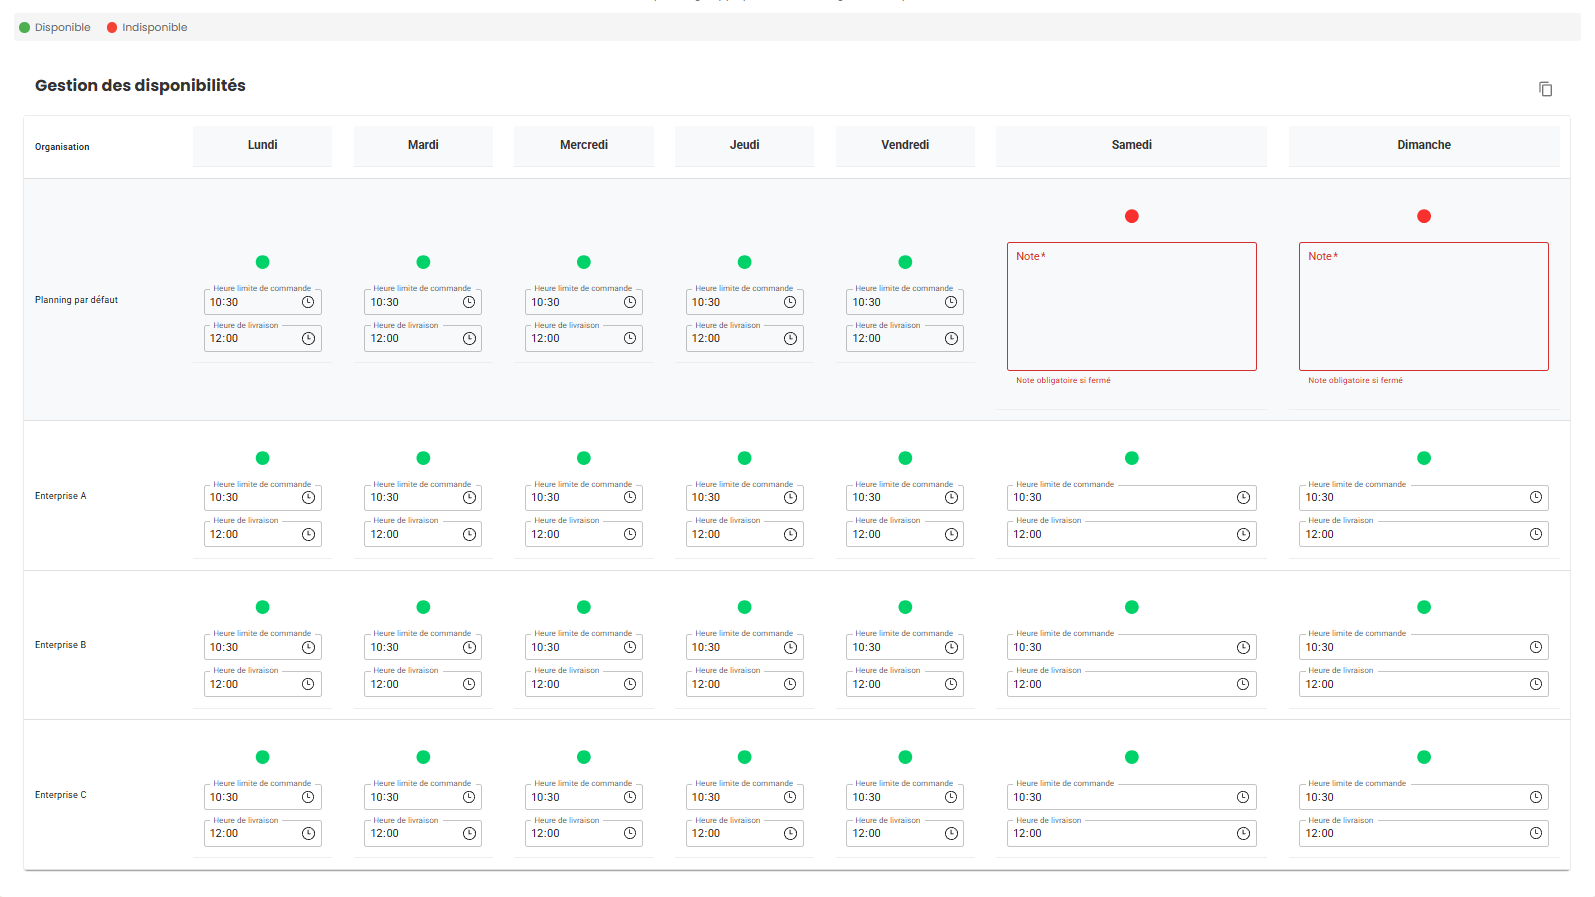 Disponible Indisponible
Gestion des disponibilités
Organisation Lundi Mardi Mercredi Jeudi Vendredi Samedi Dimanche
Note* Note*
Heure limite de commande Heure limite de commande Heure limite de commande Heure limite de commande Heure limite de commande
Planning par défaut 10:30 10:30 10:30 10:30 10:30
Heure de livraison Heure de livraison Heure de livraison Heure de livraison Heure de livraison
12:00 12:00 12:00 12:00 12:00
Note obligatoire si fermé Note obligatoire si fermé
Heure limite de commande Heure limite de commande Heure limite de commande Heure limite de commande Heure limite de commande Heure limite de commande Heure limite de commande
Enterprise A 10:30 10:30 10:30 10:30 10:30 10:30 10:30
Heure de livraison Heure de livraison Heure de livraison Heure de livraison Heure de livraison Heure de livraison Heure de livraison
12:00 12:00 12:00 12:00 12:00 12:00 12:00
Heure limite de commande Heure limite de commande Heure limite de commande Heure limite de commande Heure limite de commande Heure limite de commande Heure limite de commande
Enterprise B 10:30 10:30 10:30 10:30 10:30 10:30 10:30
Heure de livraison Heure de livraison Heure de livraison Heure de livraison Heure de livraison Heure de livraison Heure de livraison
12:00 12:00 12:00 12:00 12:00 12:00 12:00
Heure limite de commande Heure limite de commande Heure limite de commande Heure limite de commande Heure limite de commande Heure limite de commande Heure limite de commande
Enterprise C 10:30 10:30 10:30 10:30 10:30 10:30 10:30
Heure de livraison Heure de livraison Heure de livraison Heure de livraison Heure de livraison Heure de livraison Heure de livraison
12:00 12:00 12:00 12:00 12:00 12:00 12:00